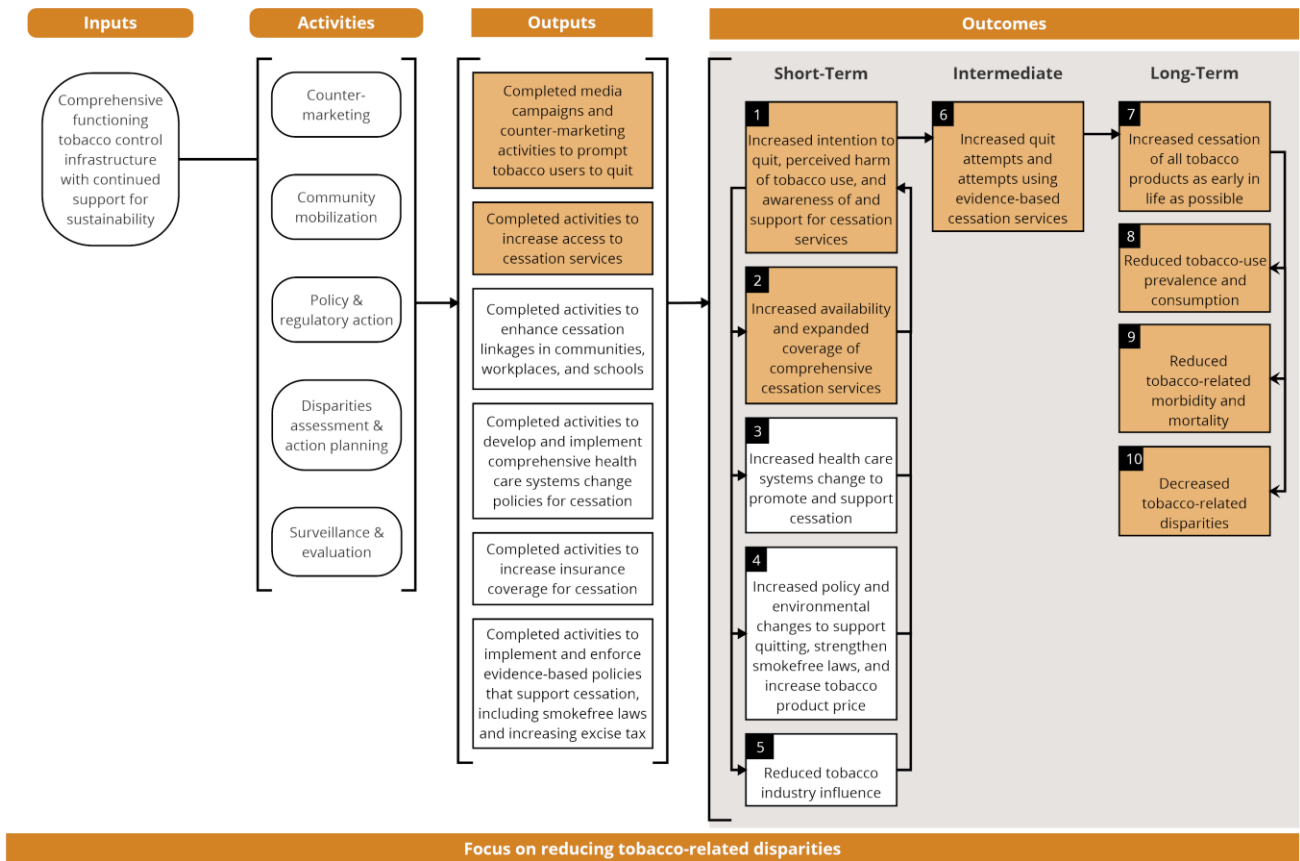 Inputs
Activities
Outputs
Outcomes
Comprehensive
functioning
tobacco control
infrastructure
with continued
support for
sustainability
Counter-
marketing
Community
mobilization
Policy &
regulatory action
Disparities
assessment &
action planning
Surveillance &
evaluation
Completed media
campaigns and
counter-marketing
activities to prompt
tobacco users to quit
Completed activities to
increase access to
cessation services
Completed activities to
enhance cessation
linkages in communities,
workplaces, and schools
Completed activities to
develop and implement
comprehensive health
care systems change
policies for cessation
Completed activities to
increase insurance
coverage for cessation
Completed activities to
implement and enforce
evidence-based policies
that support cessation,
including smokefree laws
and increasing excise tax
Short-Term
1
Increased intention to
quit, perceived harm
of tobacco use, and
awareness of and
support for cessation
services
2
Increased availability
and expanded
coverage of
comprehensive
cessation services
3
Increased health care
systems change to
promote and support
cessation
4
Increased policy and
environmental
changes to support
quitting, strengthen
smokefree laws, and
increase tobacco
product price
5
Reduced tobacco
industry influence
Intermediate
6
Increased quit
attempts and
attempts using
evidence-based
cessation services
Long-Term
7
Increased cessation
of all tobacco
products as early in
life as possible
8
Reduced tobacco-use
prevalence and
consumption
9
Reduced
tobacco-related
morbidity and
mortality
10
Decreased
tobacco-related
disparities
Focus on reducing tobacco-related disparities